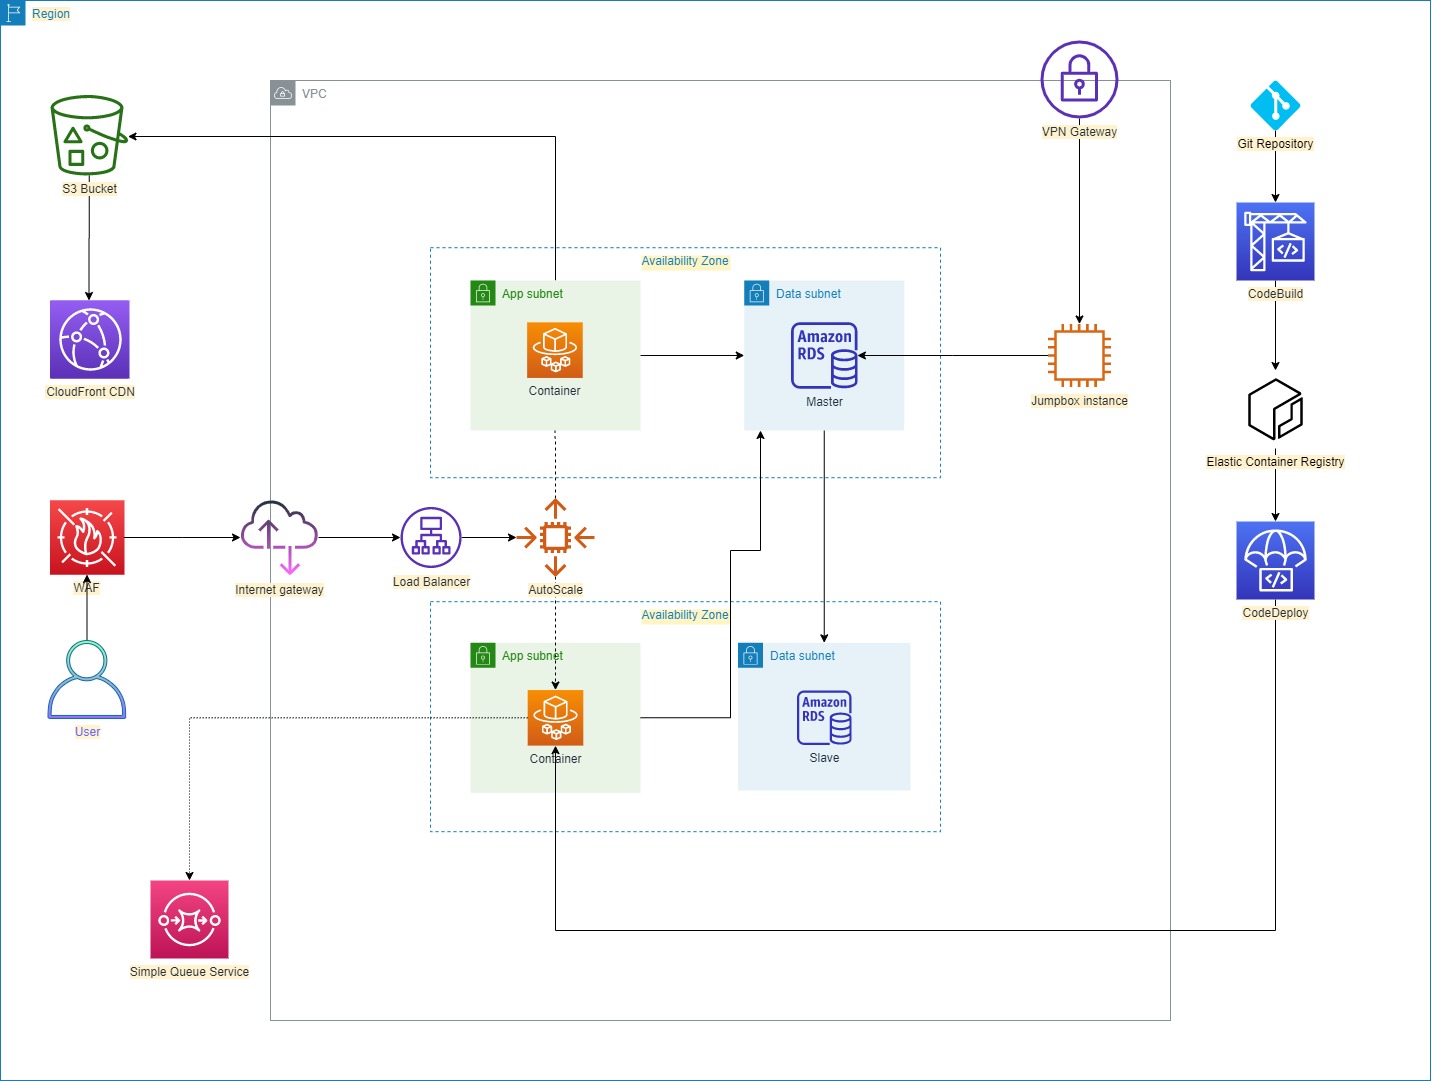 Region
VPC
VPN Gateway
Git Repository
S3 Bucket
Availability Zone
App subnet
Data subnet
CodeBuild
Amazon
RDS
Container
Master
CloudFront CDN
Jumpbox instance
Elastic Container Registry
WAF
Internet gateway
Load Balancer
AutoScale
CodeDeploy
Availability Zone
App subnet
Data subnet
Amazon
RDS
User
Container
Slave
Simple Queue Service